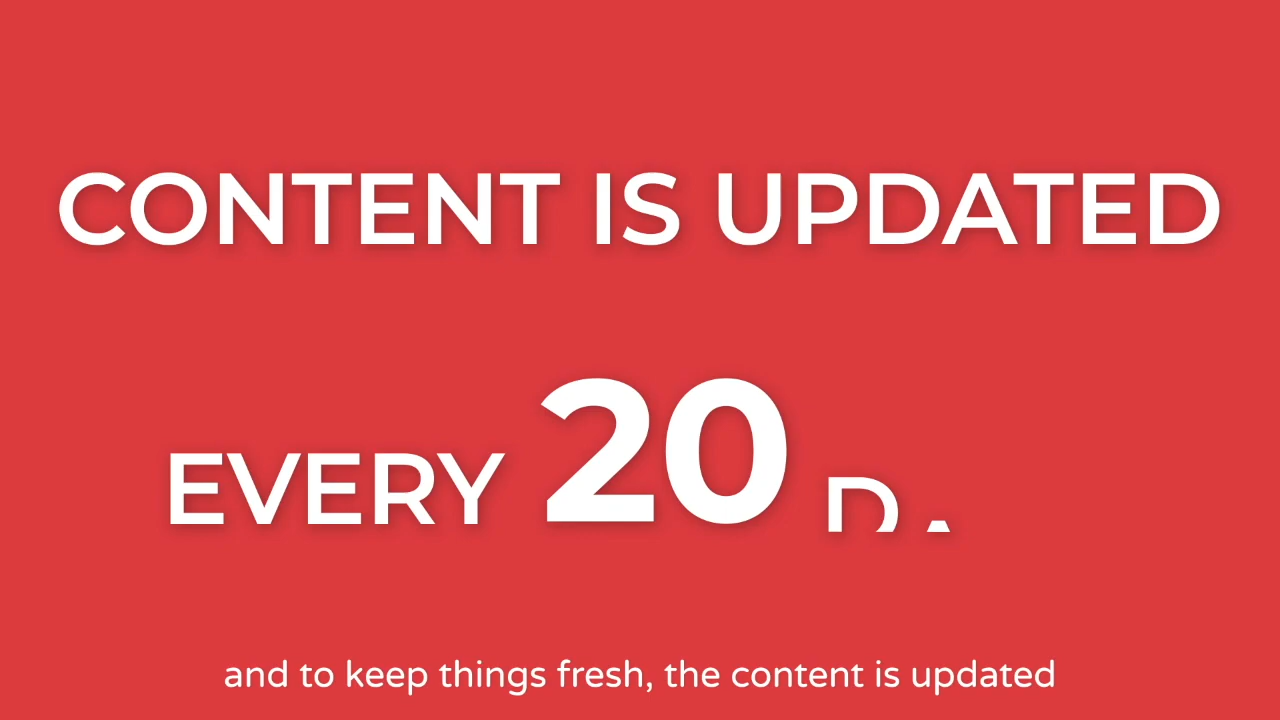 CONTENT IS UPDATED
EVERY 20
and to keep things fresh, the content is updated